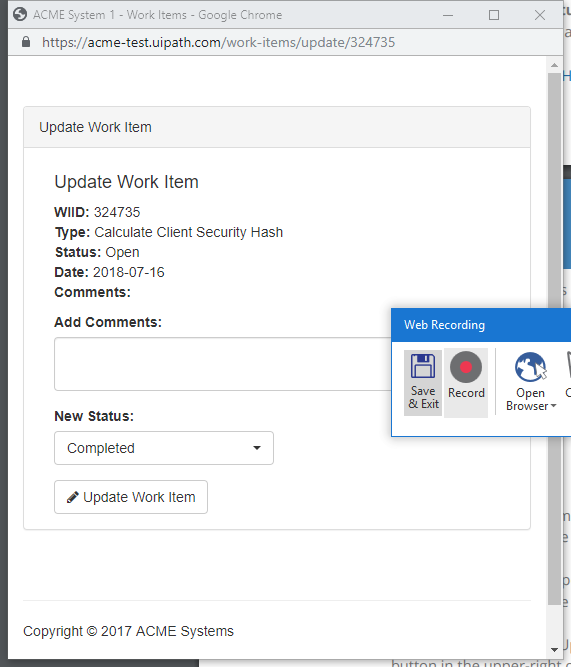 ACME System 1 - Work Items - Google Chrome
https://acme-test.uipath.com/work-items/update/324735
Update Work Item
Update Work Item
WIID: 324735
Type: Calculate Client Security Hash
Status: Open
Date: 2018-07-16
Comments:
Add Comments:
New Status:
Completed
Update Work Item
Copyright © 2017 ACME Systems
Web Recording
Save
& Exit
Record
Open
Browser
button in the upper-right